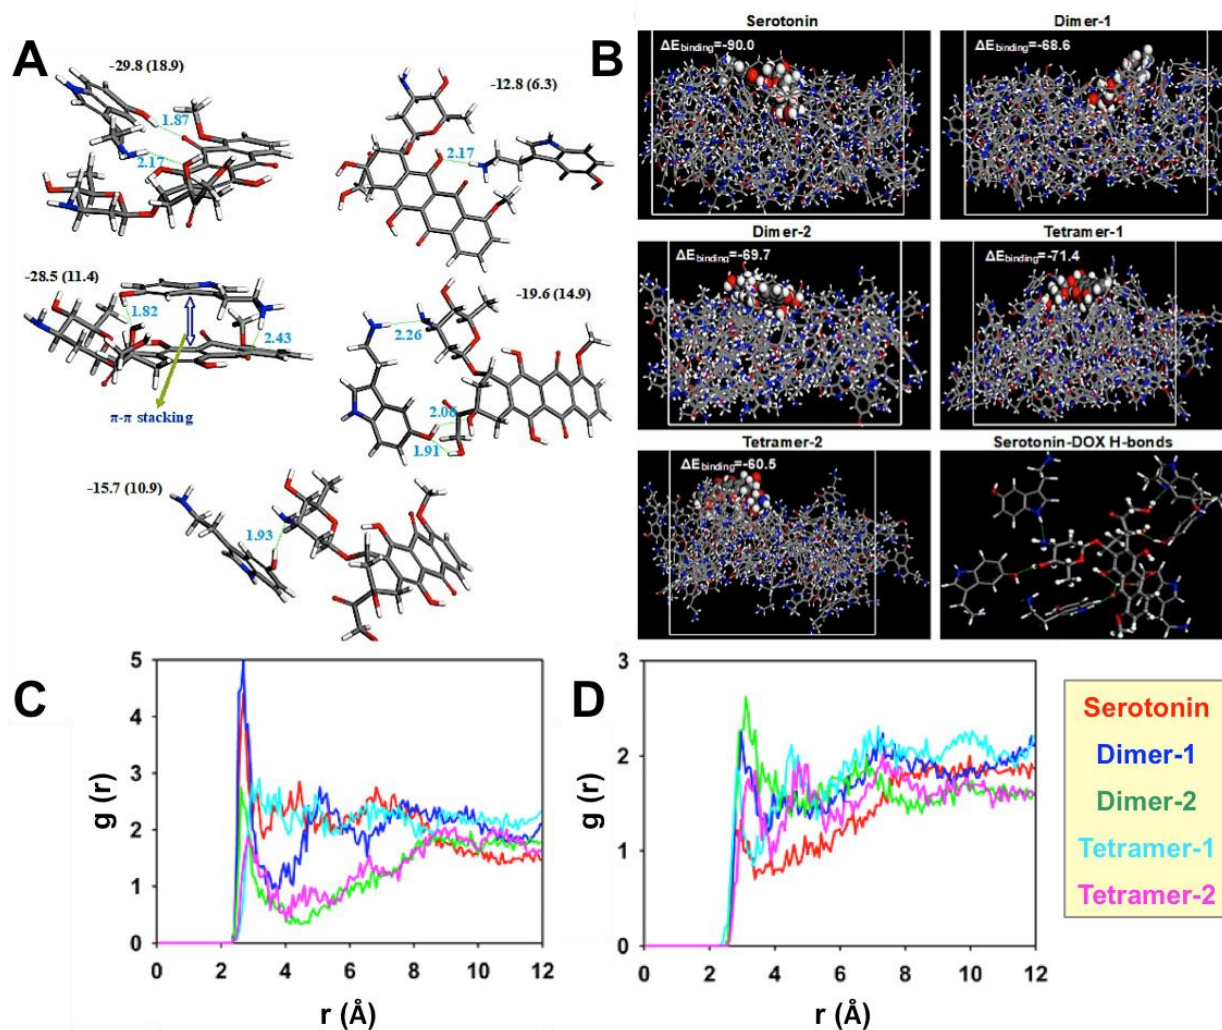 A
-29.8 (18.9)
1.87
2.17
-12.8 (6.3)
2.17
-28.5 (11.4)
1.82
2.43
π-π stacking
-19.6 (14.9)
2.26
2.06
1.91
-15.7 (10.9)
1.93
B
Serotonin
ΔEbinding=-90.0
Dimer-1
ΔEbinding=-68.6
Dimer-2
ΔEbinding=-69.7
Tetramer-1
ΔEbinding=-71.4
Tetramer-2
ΔEbinding=-60.5
Serotonin-DOX H-bonds
C
5
4
3
2
1
0
g (r)
0 2 4 6 8 10 12
r (Å)
D
3
2
1
0
g (r)
0 2 4 6 8 10 12
r (Å)
Serotonin
Dimer-1
Dimer-2
Tetramer-1
Tetramer-2